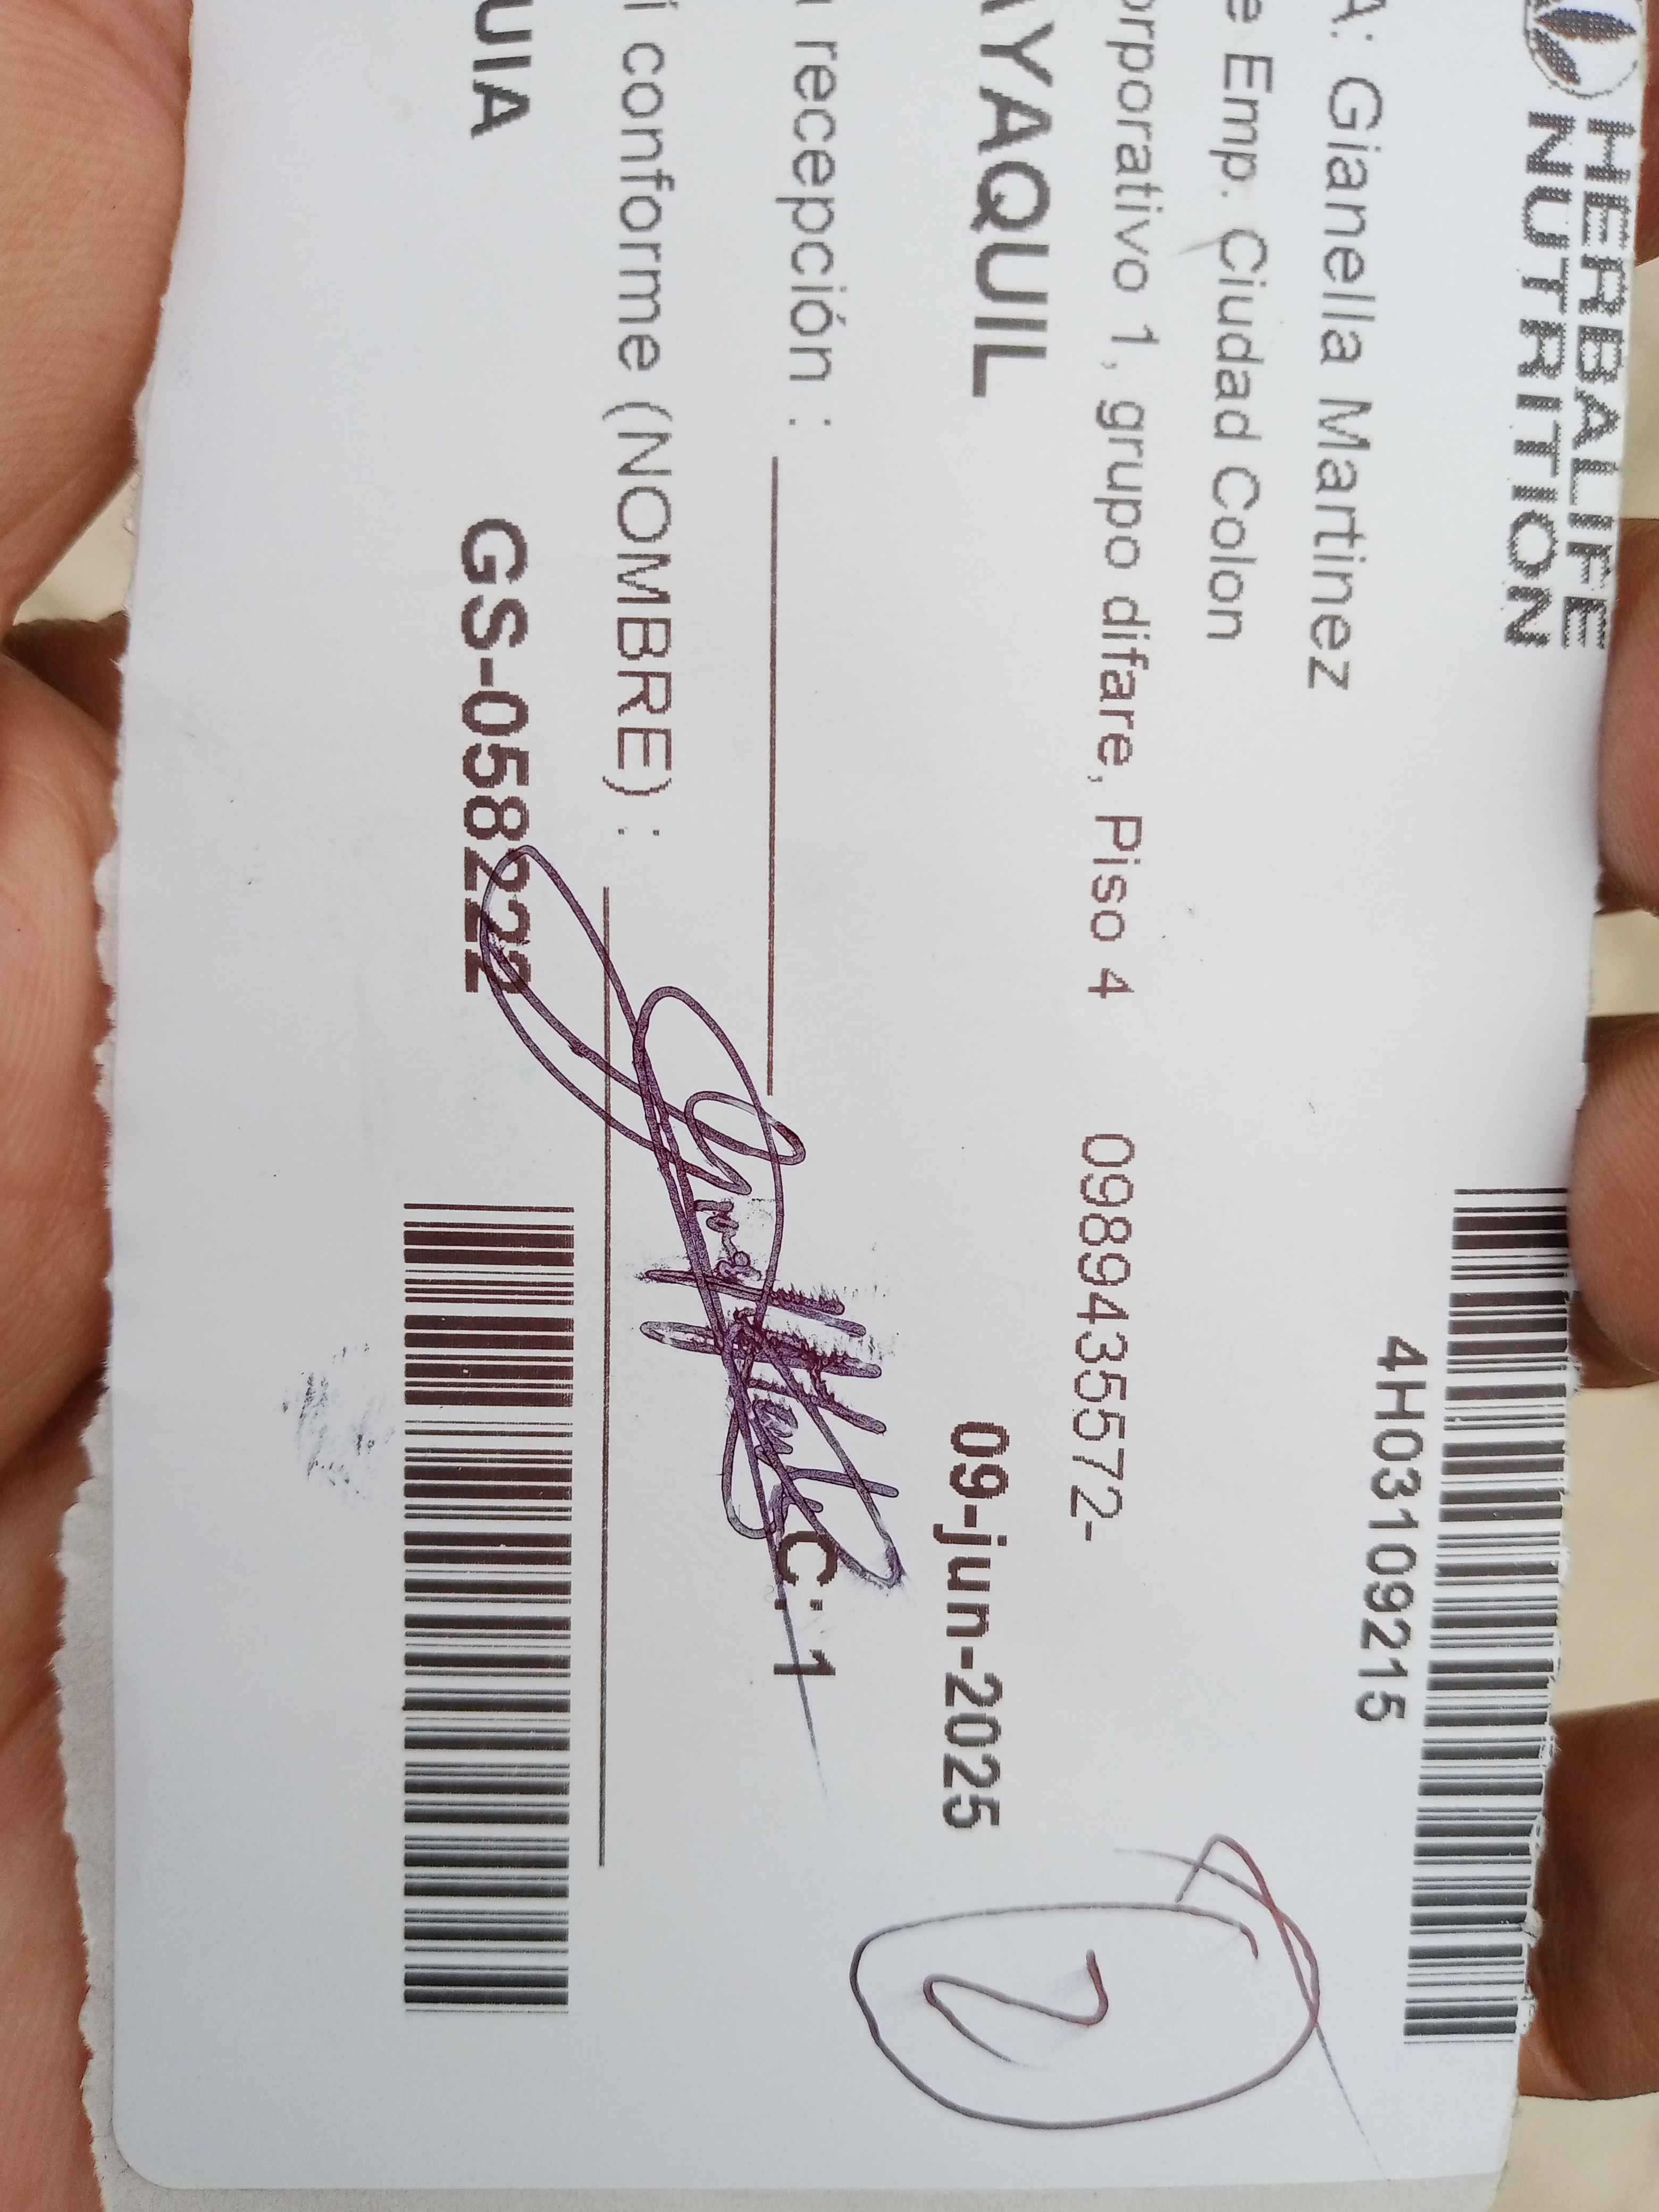 HERBALIFE
NUTRITION
A: Gianella Martinez
4H03109215
e Emp. Ciudad Colon
orporativo 1, grupo difare, Piso 4 0989435572-
AYAQUIL 09-jun-2025
2
recepción :
C: 1
i conforme (NOMBRE) :
UIA GS-058222